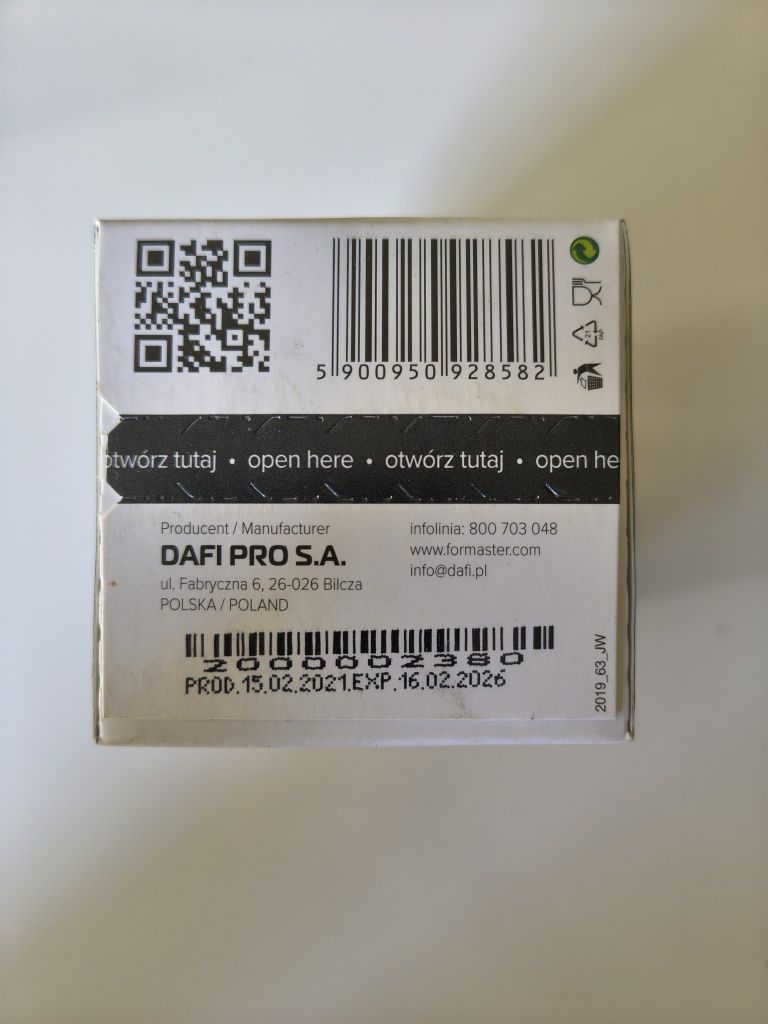 5 900950 928582
21
PAP
otwórz tutaj • open here • otwórz tutaj • open he
Producent / Manufacturer
DAFI PRO S.A.
ul. Fabryczna 6, 26-026 Bilcza
POLSKA / POLAND
infolinia: 800 703 048
www.formaster.com
info@dafi.pl
2000002380
PROD.15.02.2021.EXP.16.02.2026
2019_63_JW